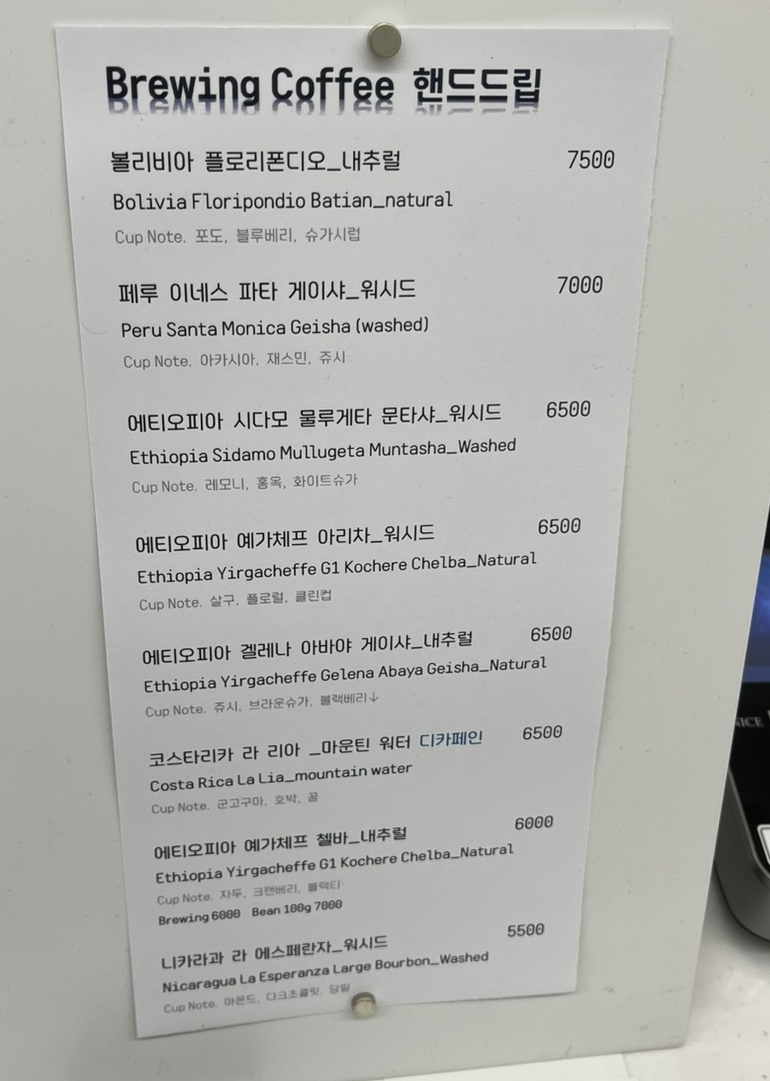 Brewing Coffee 핸드드립
볼리비아 플로리폰디오_내추럴 7500
Bolivia Floripondio Batian_natural
Cup Note. 포도, 블루베리, 슈가시럽
페루 이네스 파타 게이샤_워시드 7000
Peru Santa Monica Geisha (washed)
Cup Note. 아카시아, 재스민, 쥬시
에티오피아 시다모 물루게타 문타샤_워시드 6500
Ethiopia Sidamo Mullugeta Muntasha_Washed
Cup Note. 레모니, 홍옥, 화이트슈가
에티오피아 예가체프 아리차_워시드 6500
Ethiopia Yirgacheffe G1 Kochere Chelba_Natural
Cup Note. 살구, 플로럴, 클린컵
에티오피아 겔레나 아바야 게이샤_내추럴 6500
Ethiopia Yirgacheffe Gelena Abaya Geisha_Natural
Cup Note. 쥬시, 브라운슈가, 블랙베리↓
코스타리카 라 리아 _마운틴 워터 디카페인 6500
Costa Rica La Lia_mountain water
Cup Note. 군고구마, 호박, 꿀
에티오피아 예가체프 첼바_내추럴 6000
Ethiopia Yirgacheffe G1 Kochere Chelba_Natural
Cup Note. 자두, 크랜베리, 블랙티
Brewing 6000 Bean 100g 7000
니카라과 라 에스페란자_워시드 5500
Nicaragua La Esperanza Large Bourbon_Washed
Cup Note. 아몬드, 다크초콜릿, 당밀